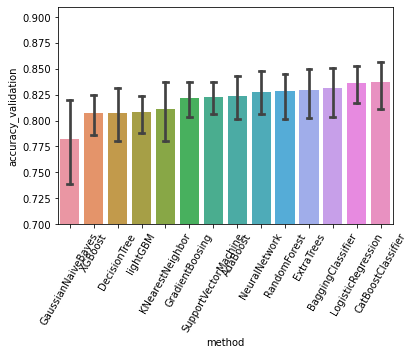 accuracy_validation
0.900
0.875
0.850
0.825
0.800
0.775
0.750
0.725
0.700
GaussianNaiveBayes
XGBoost
DecisionTree
lightGBM
KNearestNeighbor
GradientBoosing
SupportVectorMachine
AdaBoost
NeuralNetwork
RandomForest
ExtraTrees
BaggingClassifier
LogisticRegression
CatBoostClassifier
method